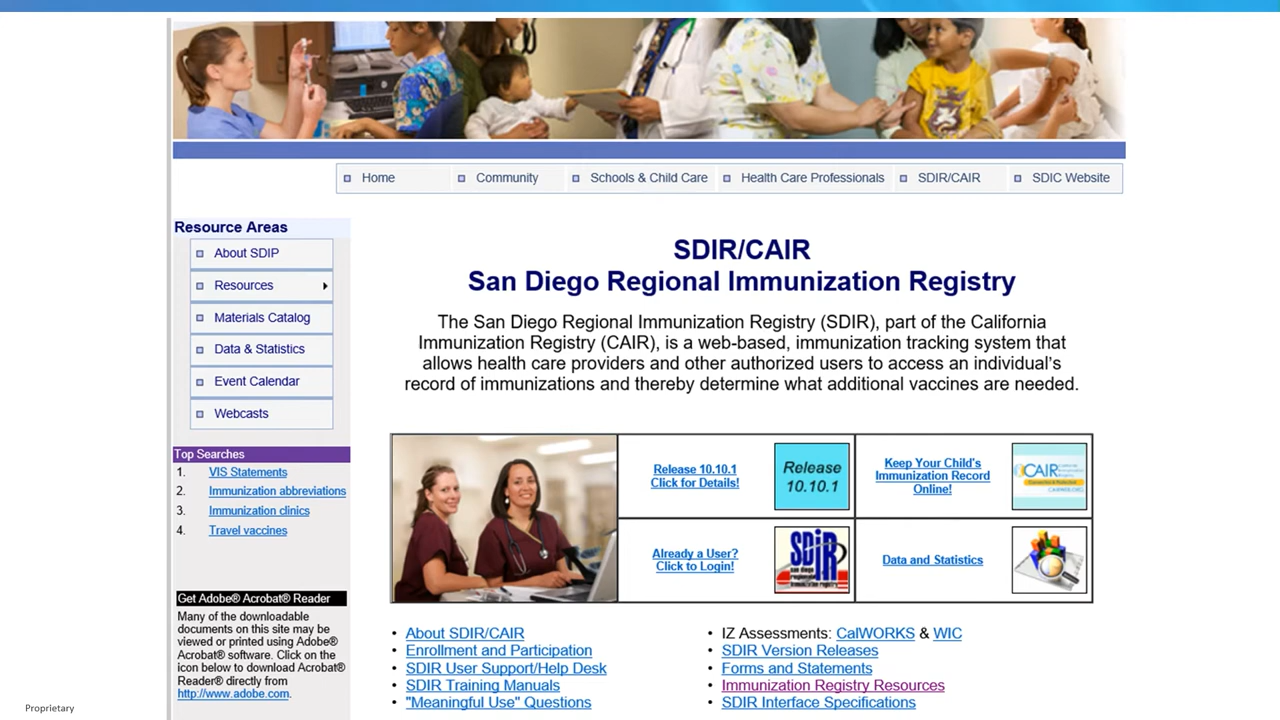 Home
Community
Schools & Child Care
Health Care Professionals
SDIR/CAIR
SDIC Website
Resource Areas
About SDIP
Resources
Materials Catalog
Data & Statistics
Event Calendar
Webcasts
Top Searches
1. VIS Statements
2. Immunization abbreviations
3. Immunization clinics
4. Travel vaccines
Get Adobe® Acrobat® Reader
Many of the downloadable
documents on this site may be
viewed or printed using Adobe®
Acrobat® software. Click on the
icon below to download Acrobat®
Reader® directly from
http://www.adobe.com.
SDIR/CAIR
San Diego Regional Immunization Registry
The San Diego Regional Immunization Registry (SDIR), part of the California
Immunization Registry (CAIR), is a web-based, immunization tracking system that
allows health care providers and other authorized users to access an individual's
record of immunizations and thereby determine what additional vaccines are needed.
Release 10.10.1
Click for Details!
Release
10.10.1
Keep Your Child's
Immunization Record
Online!
CAIR
Already a User?
Click to Login!
SDIR
san diego
regional
immunization registry
Data and Statistics
• About SDIR/CAIR
• Enrollment and Participation
• SDIR User Support/Help Desk
• SDIR Training Manuals
• "Meaningful Use" Questions
• IZ Assessments: CalWORKS & WIC
• SDIR Version Releases
• Forms and Statements
• Immunization Registry Resources
• SDIR Interface Specifications
Proprietary